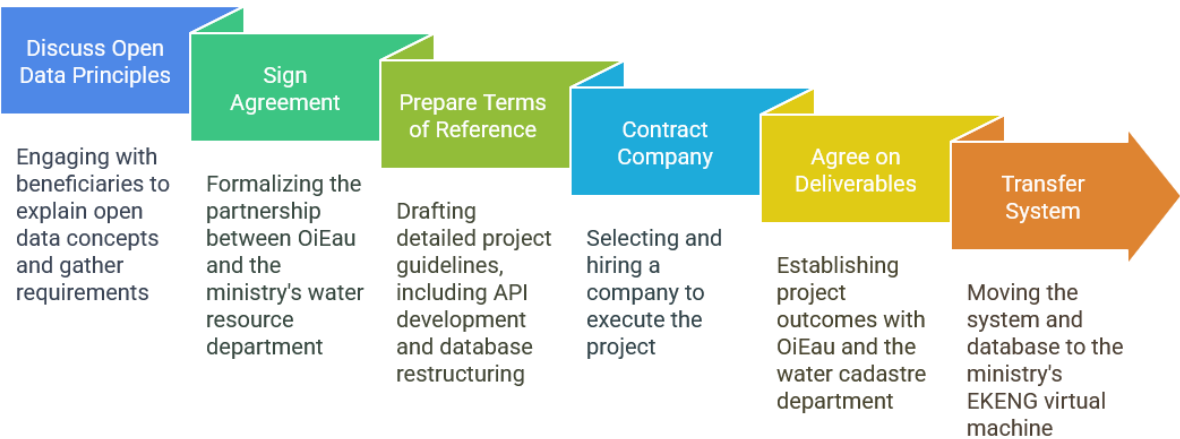 Discuss Open
Data Principles
Engaging with
beneficiaries to
explain open
data concepts
and gather
requirements
Sign
Agreement
Formalizing the
partnership
between OiEau
and the
ministry's water
resource
department
Prepare Terms
of Reference
Drafting
detailed project
guidelines,
including API
development
and database
restructuring
Contract
Company
Selecting and
hiring a
company to
execute the
project
Agree on
Deliverables
Establishing
project
outcomes with
OiEau and the
water cadastre
department
Transfer
System
Moving the
system and
database to the
ministry's
EKENG virtual
machine